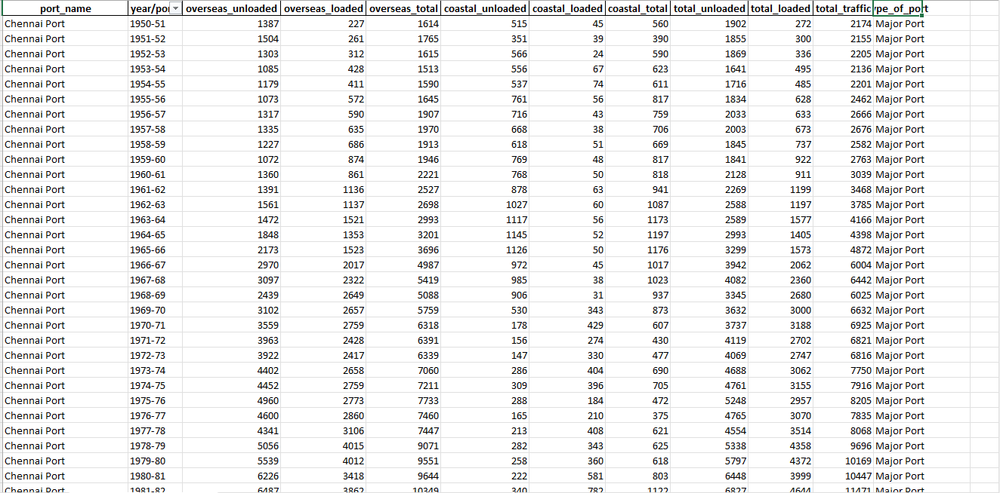 port_name year/por overseas_unloaded overseas_loaded overseas_total coastal_unloaded coastal_loaded coastal_total total_unloaded total_loaded total_traffic ype_of_port
Chennai Port 1950-51 1387 227 1614 515 45 560 1902 272 2174 Major Port
Chennai Port 1951-52 1504 261 1765 351 39 390 1855 300 2155 Major Port
Chennai Port 1952-53 1303 312 1615 566 24 590 1869 336 2205 Major Port
Chennai Port 1953-54 1085 428 1513 556 67 623 1641 495 2136 Major Port
Chennai Port 1954-55 1179 411 1590 537 74 611 1716 485 2201 Major Port
Chennai Port 1955-56 1073 572 1645 761 56 817 1834 628 2462 Major Port
Chennai Port 1956-57 1317 590 1907 716 43 759 2033 633 2666 Major Port
Chennai Port 1957-58 1335 635 1970 668 38 706 2003 673 2676 Major Port
Chennai Port 1958-59 1227 686 1913 618 51 669 1845 737 2582 Major Port
Chennai Port 1959-60 1072 874 1946 769 48 817 1841 922 2763 Major Port
Chennai Port 1960-61 1360 861 2221 768 50 818 2128 911 3039 Major Port
Chennai Port 1961-62 1391 1136 2527 878 63 941 2269 1199 3468 Major Port
Chennai Port 1962-63 1561 1137 2698 1027 60 1087 2588 1197 3785 Major Port
Chennai Port 1963-64 1472 1521 2993 1117 56 1173 2589 1577 4166 Major Port
Chennai Port 1964-65 1848 1353 3201 1145 52 1197 2993 1405 4398 Major Port
Chennai Port 1965-66 2173 1523 3696 1126 50 1176 3299 1573 4872 Major Port
Chennai Port 1966-67 2970 2017 4987 972 45 1017 3942 2062 6004 Major Port
Chennai Port 1967-68 3097 2322 5419 985 38 1023 4082 2360 6442 Major Port
Chennai Port 1968-69 2439 2649 5088 906 31 937 3345 2680 6025 Major Port
Chennai Port 1969-70 3102 2657 5759 530 343 873 3632 3000 6632 Major Port
Chennai Port 1970-71 3559 2759 6318 178 429 607 3737 3188 6925 Major Port
Chennai Port 1971-72 3963 2428 6391 156 274 430 4119 2702 6821 Major Port
Chennai Port 1972-73 3922 2417 6339 147 330 477 4069 2747 6816 Major Port
Chennai Port 1973-74 4402 2658 7060 286 404 690 4688 3062 7750 Major Port
Chennai Port 1974-75 4452 2759 7211 309 396 705 4761 3155 7916 Major Port
Chennai Port 1975-76 4960 2773 7733 288 184 472 5248 2957 8205 Major Port
Chennai Port 1976-77 4600 2860 7460 165 210 375 4765 3070 7835 Major Port
Chennai Port 1977-78 4341 3106 7447 213 408 621 4554 3514 8068 Major Port
Chennai Port 1978-79 5056 4015 9071 282 343 625 5338 4358 9696 Major Port
Chennai Port 1979-80 5539 4012 9551 258 360 618 5797 4372 10169 Major Port
Chennai Port 1980-81 6226 3418 9644 222 581 803 6448 3999 10447 Major Port
Chennai Port 1981-82 6487 3862 10349 340 782 1122 6827 4644 11471 Major Port